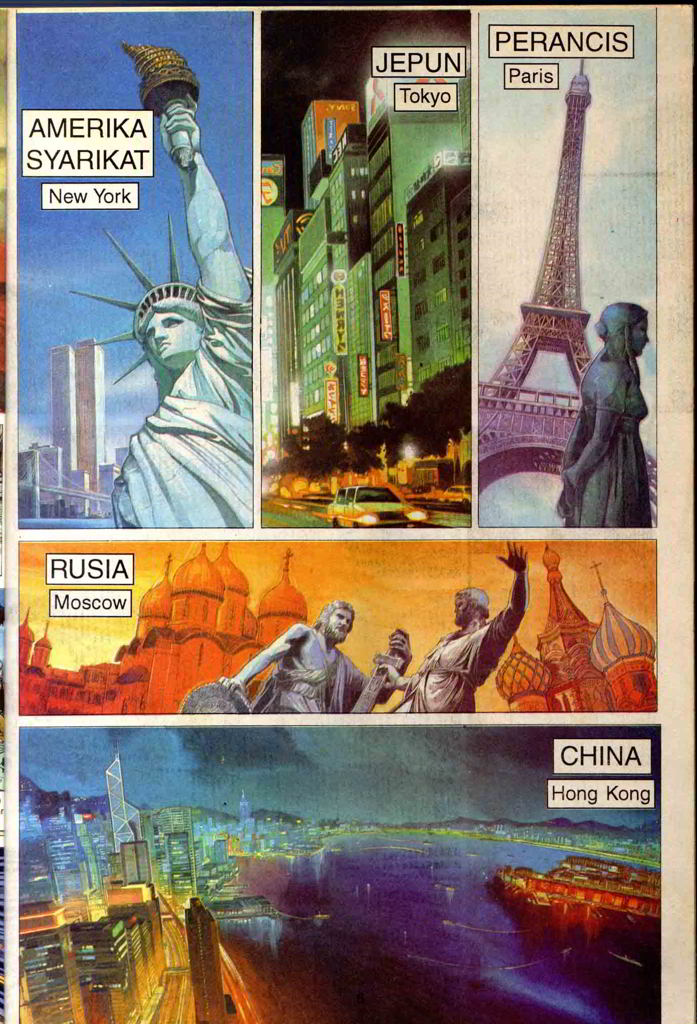 AMERIKA
SYARIKAT
New York
JEPUN
Tokyo
PERANCIS
Paris
RUSIA
Moscow
CHINA
Hong Kong